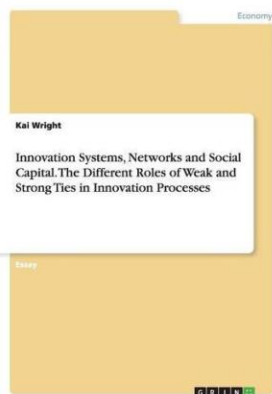 Economy
Kai Wright
Innovation Systems, Networks and Social
Capital. The Different Roles of Weak and
Strong Ties in Innovation Processes
Essay
GRIN